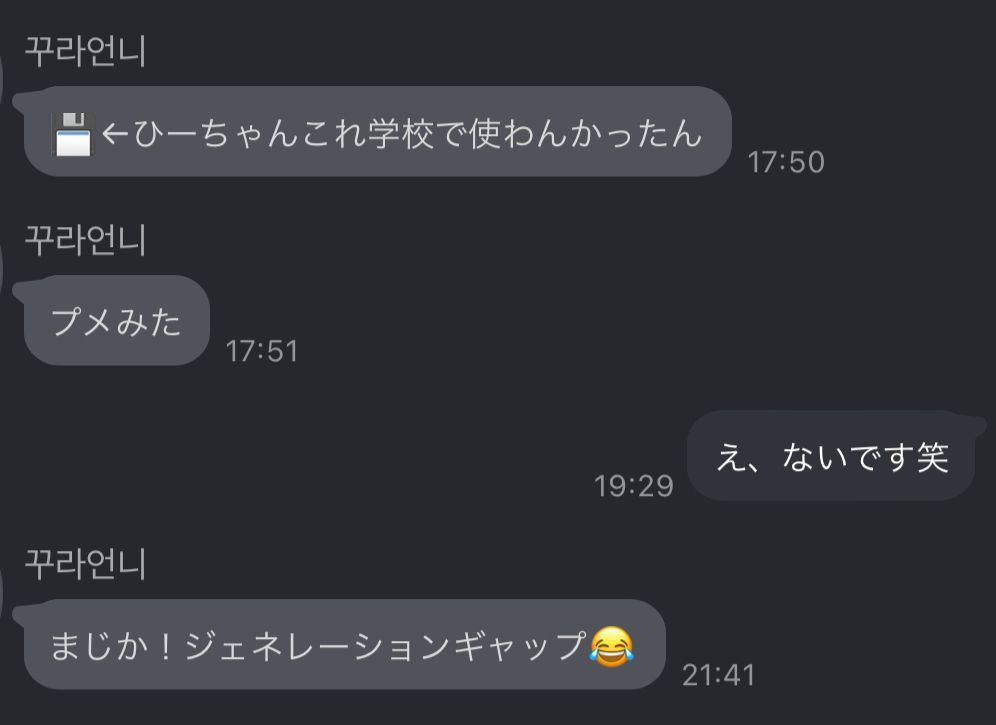 꾸라언니
💾←ひーちゃんこれ学校で使わんかったん
17:50
꾸라언니
プメみた
17:51
え、ないです笑
19:29
꾸라언니
まじか！ジェネレーションギャップ😂
21:41